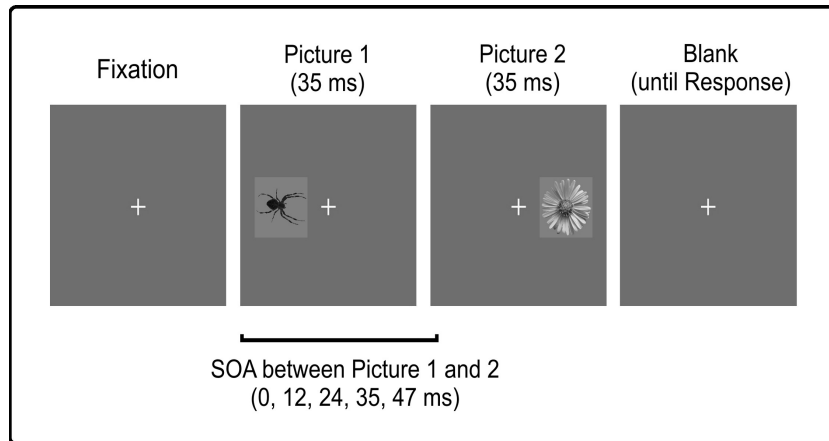 Fixation
Picture 1
(35 ms)
Picture 2
(35 ms)
Blank
(until Response)
SOA between Picture 1 and 2
(0, 12, 24, 35, 47 ms)